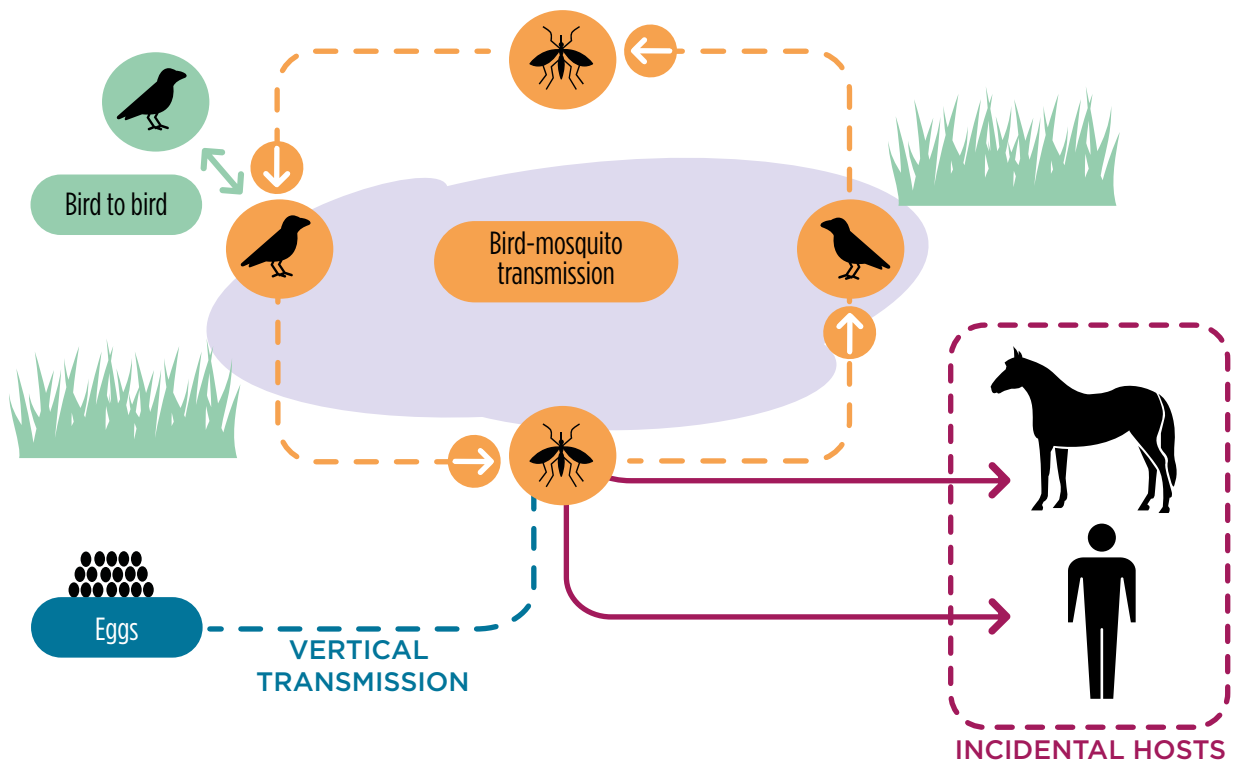 Bird to bird
Bird-mosquito
transmission
Eggs
VERTICAL
TRANSMISSION
INCIDENTAL HOSTS